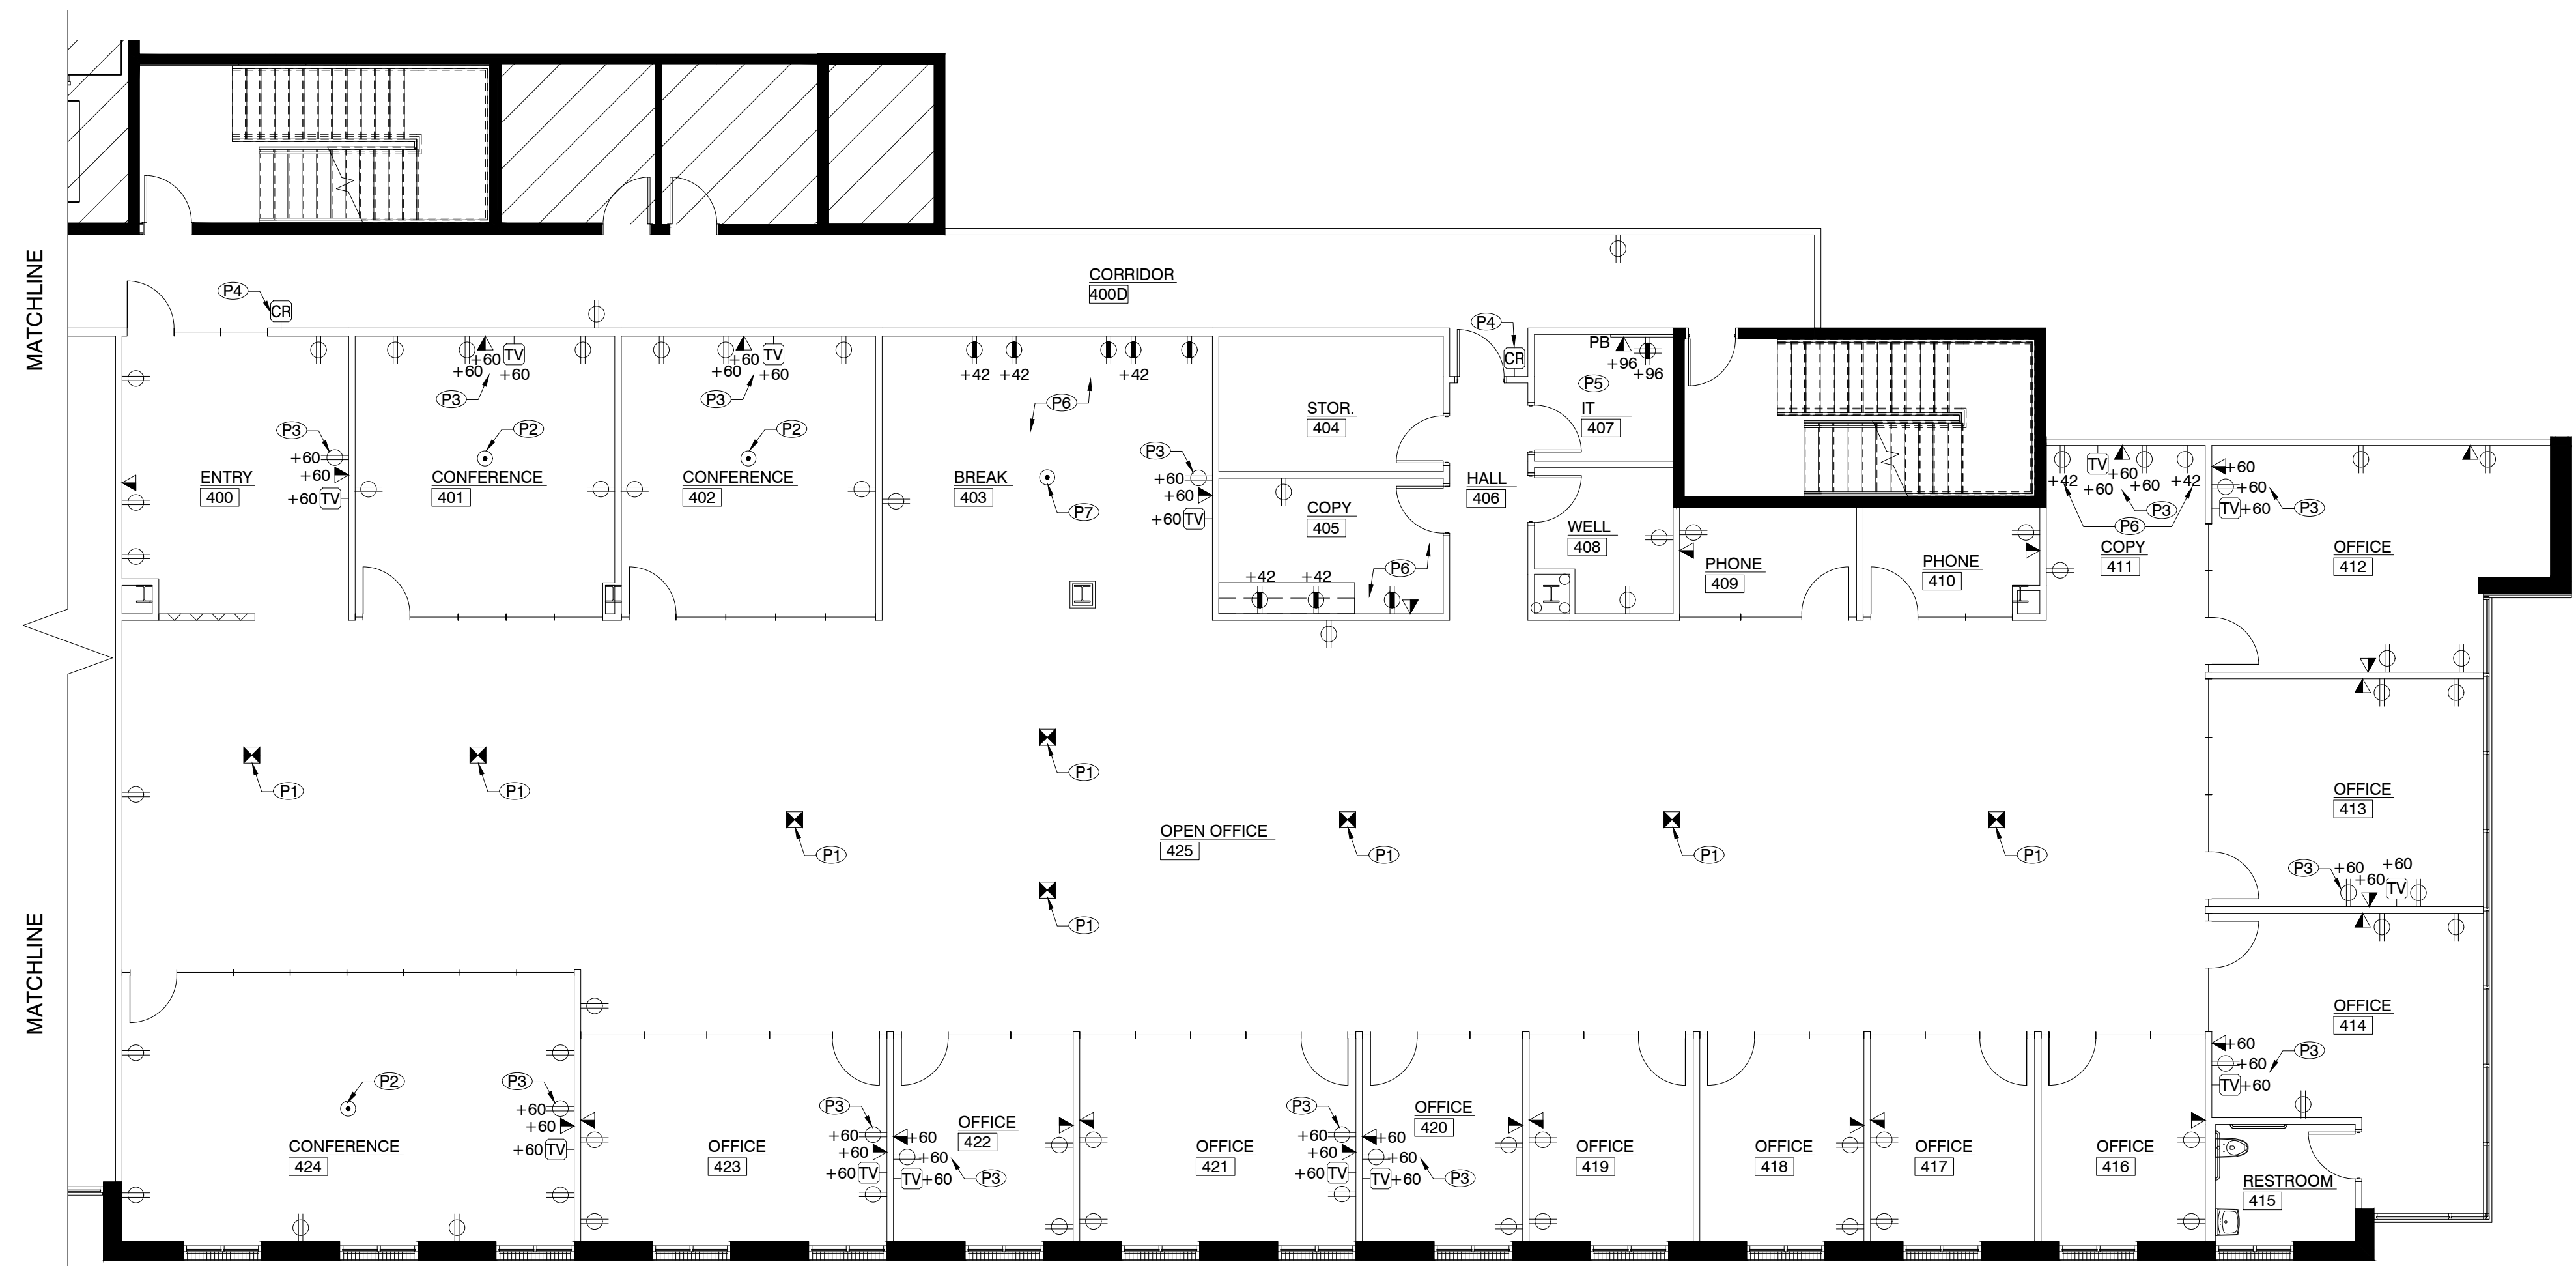 MATCHLINE
CORRIDOR
400D
P4
CR
P4
CR
PB
+96
+96
P5
IT
407
+60
TV
+60
+60
P3
+60
TV
+60
+60
P3
+42
+42
+42
P6
STOR.
404
P3
+60
+60
+60 TV
ENTRY
400
P2
CONFERENCE
401
P2
CONFERENCE
402
BREAK
403
P7
P3
+60
+60
+60 TV
COPY
405
+42
+42
P6
HALL
406
WELL
408
PHONE
409
PHONE
410
+42
TV
+60
+60
+60
+42
P3
P6
COPY
411
+60
+60
TV +60
P3
OFFICE
412
P1
P1
P1
P1
P1
P1
P1
P1
OPEN OFFICE
425
OFFICE
413
P3
+60
+60
+60
TV
MATCHLINE
OFFICE
414
+60
+60
TV +60
P3
P2
CONFERENCE
424
P3
+60
+60
+60 TV
OFFICE
423
P3
+60
+60
+60 TV
OFFICE
422
+60
+60
TV +60
P3
OFFICE
421
P3
+60
+60
+60 TV
OFFICE
420
+60
+60
TV +60
P3
OFFICE
419
OFFICE
418
OFFICE
417
OFFICE
416
RESTROOM
415